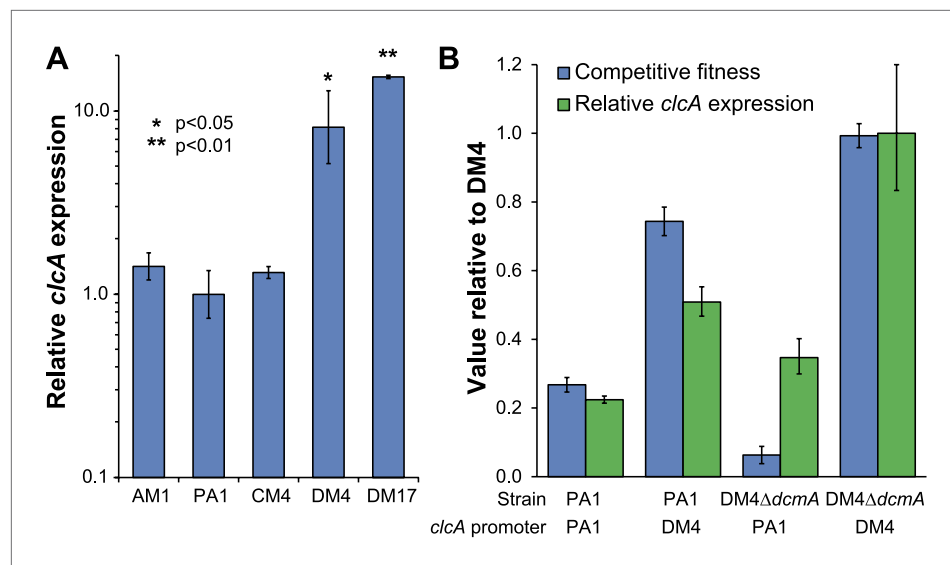 A
Relative clcA expression
10.0
1.0
0.1
* p<0.05
** p<0.01
*
**
AM1 PA1 CM4 DM4 DM17
B
Value relative to DM4
1.2
1.0
0.8
0.6
0.4
0.2
0.0
Competitive fitness
Relative clcA expression
Strain PA1 PA1 DM4ΔdcmA DM4ΔdcmA
clcA promoter PA1 DM4 PA1 DM4